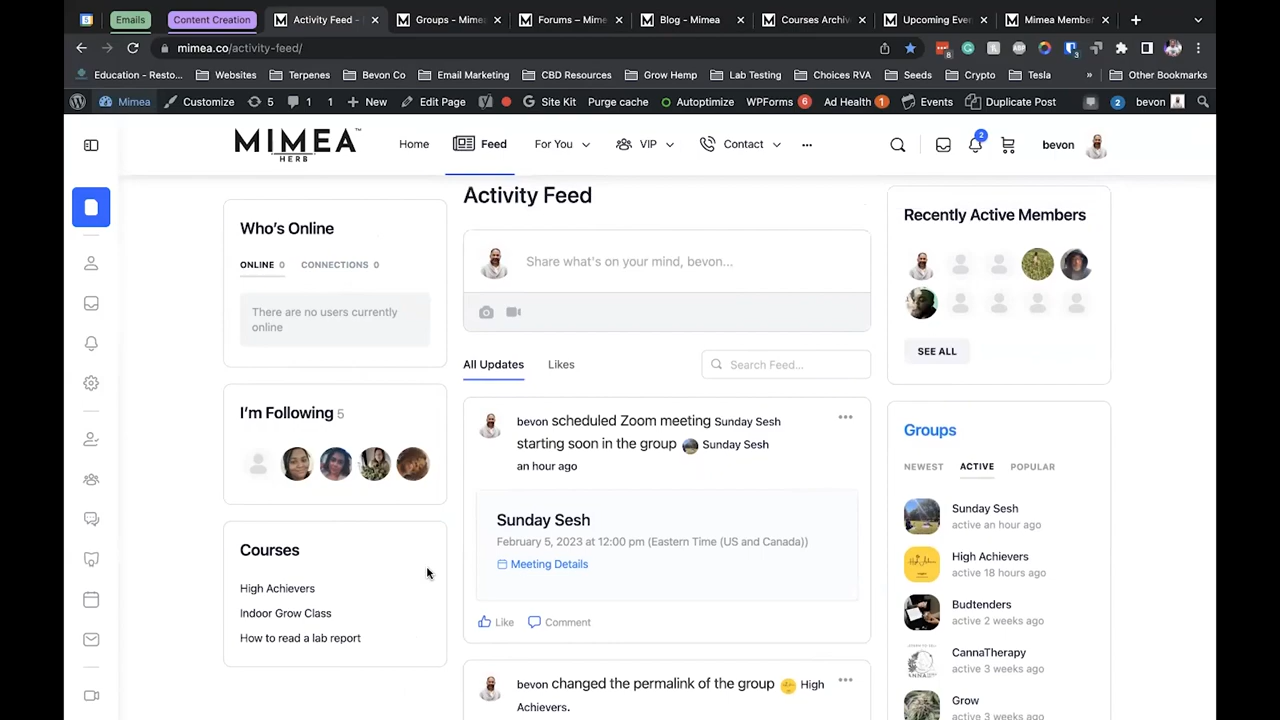 Emails
Content Creation
Activity Feed -
Groups - Mime
Forums – Mime
Blog - Mimea
Courses
Upcoming Eve
Mimea Membe
mimea.co/activity-feed/
8
3
Education - Resto...
Websites
Terpenes
Bevon Co
Email Marketing
CBD Resources
Grow Hemp
Lab Testing
Choices RVA
Seeds
Crypto
Tesla
»
Other Bookmarks
Mimea
Customize
5
1
1
New
Edit Page
Site Kit
Purge cache
Autoptimize
WPForms 6
Ad Health 1
Events
Duplicate Post
2
bevon
MIMEA™
HERB
Home
Feed
For You
VIP
Contact
2
bevon
Who's Online
ONLINE 0
CONNECTIONS 0
There are no users currently
online
I'm Following 5
Courses
High Achievers
Indoor Grow Class
How to read a lab report
Activity Feed
Share what's on your mind, bevon...
All Updates
Likes
Search Feed...
bevon scheduled Zoom meeting Sunday Sesh
starting soon in the group Sunday Sesh
an hour ago
Sunday Sesh
February 5, 2023 at 12:00 pm (Eastern Time (US and Canada))
Meeting Details
Like
Comment
bevon changed the permalink of the group High
Achievers.
Recently Active Members
SEE ALL
Groups
NEWEST
ACTIVE
POPULAR
Sunday Sesh
active an hour ago
High Achievers
active 18 hours ago
Budtenders
active 2 weeks ago
CannaTherapy
active 3 weeks ago
Grow
active 3 weeks ago